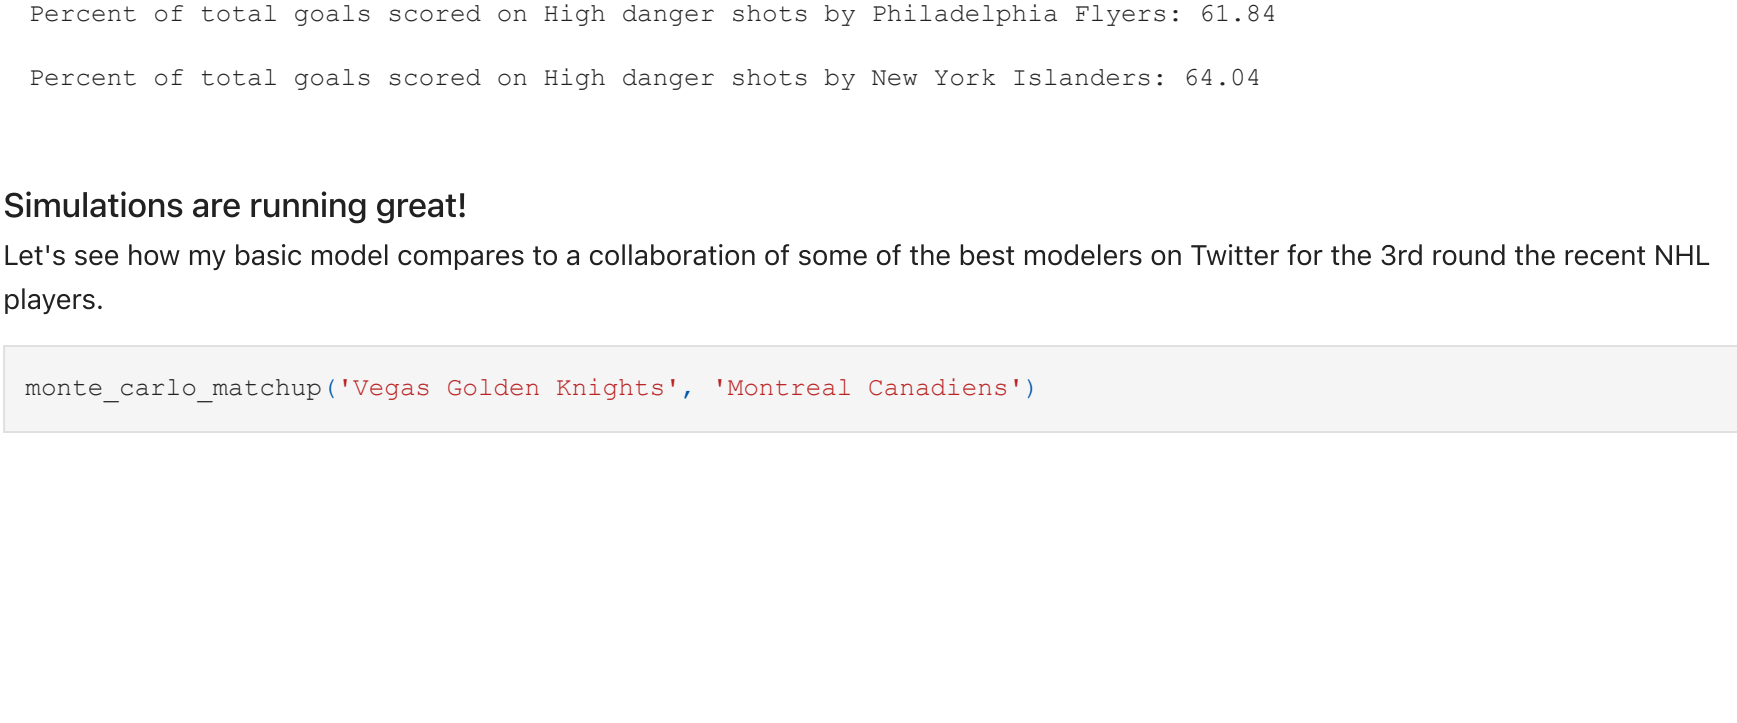 Percent of total goals scored on High danger shots by Philadelphia Flyers: 61.84
Percent of total goals scored on High danger shots by New York Islanders: 64.04
Simulations are running great!
Let's see how my basic model compares to a collaboration of some of the best modelers on Twitter for the 3rd round the recent NHL
players.
monte_carlo_matchup('Vegas Golden Knights', 'Montreal Canadiens')